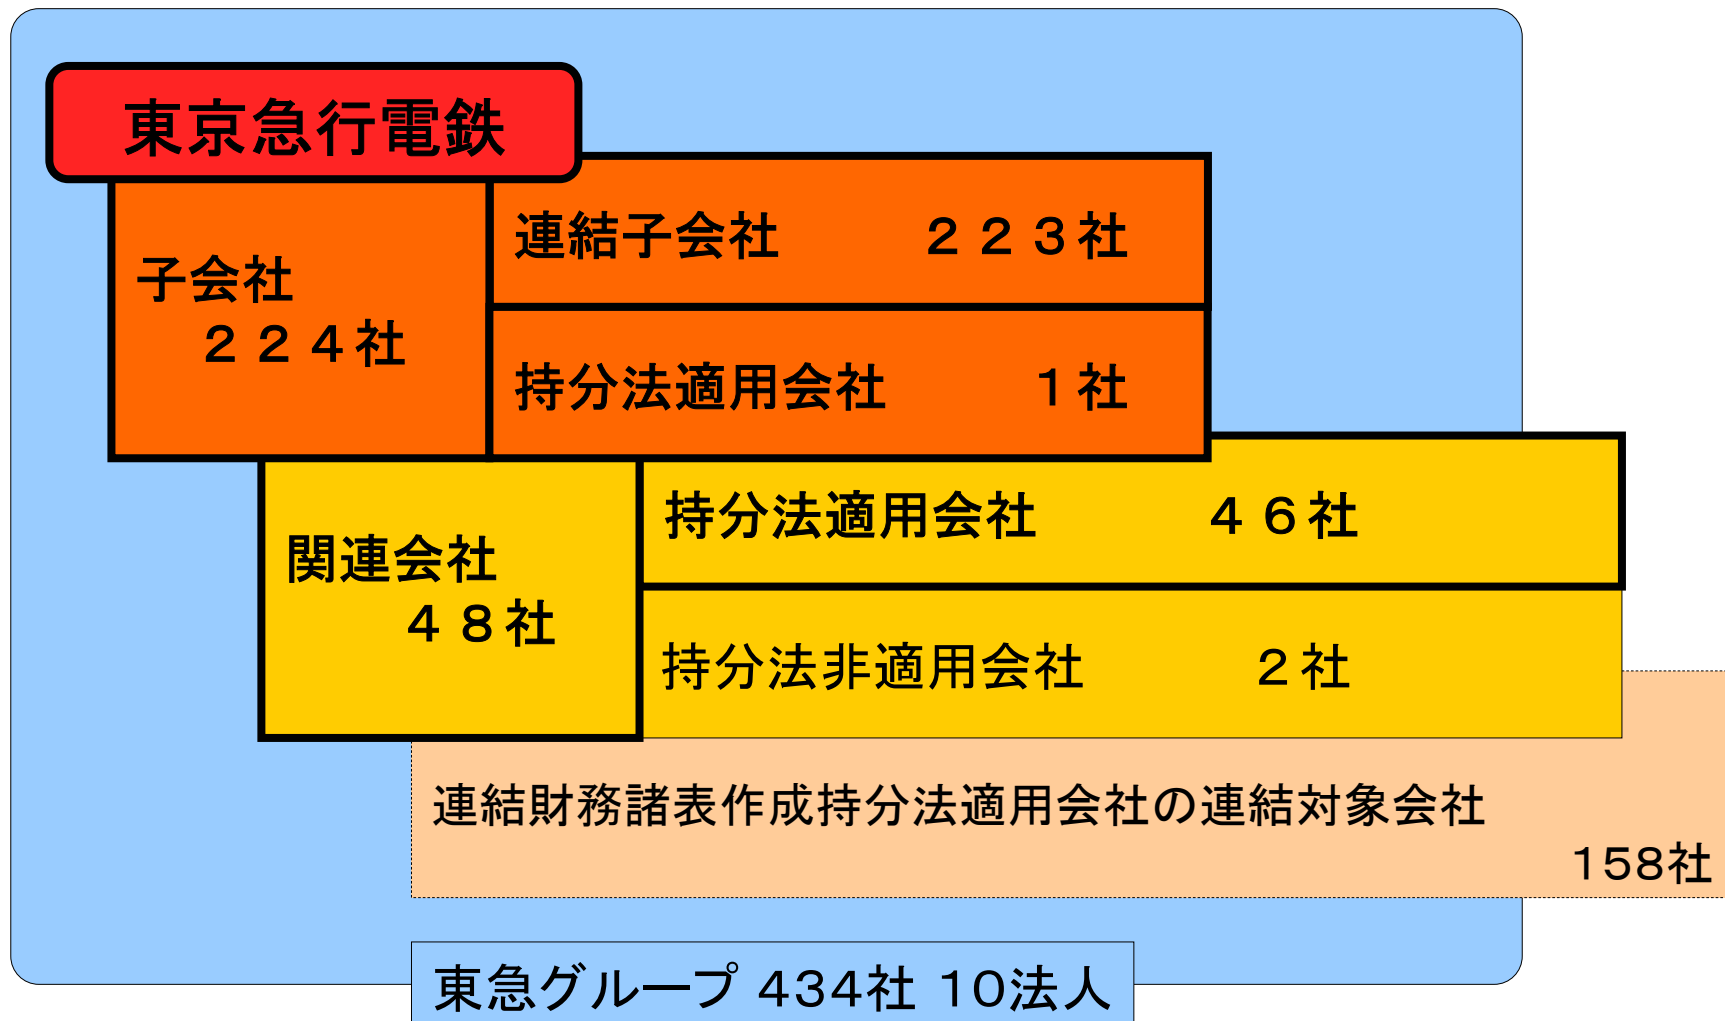 東京急行電鉄
子会社
２２４社
連結子会社　２２３社
持分法適用会社　１社
関連会社
４８社
持分法適用会社　４６社
持分法非適用会社　２社
連結財務諸表作成持分法適用会社の連結対象会社
158社
東急グループ 434社 10法人